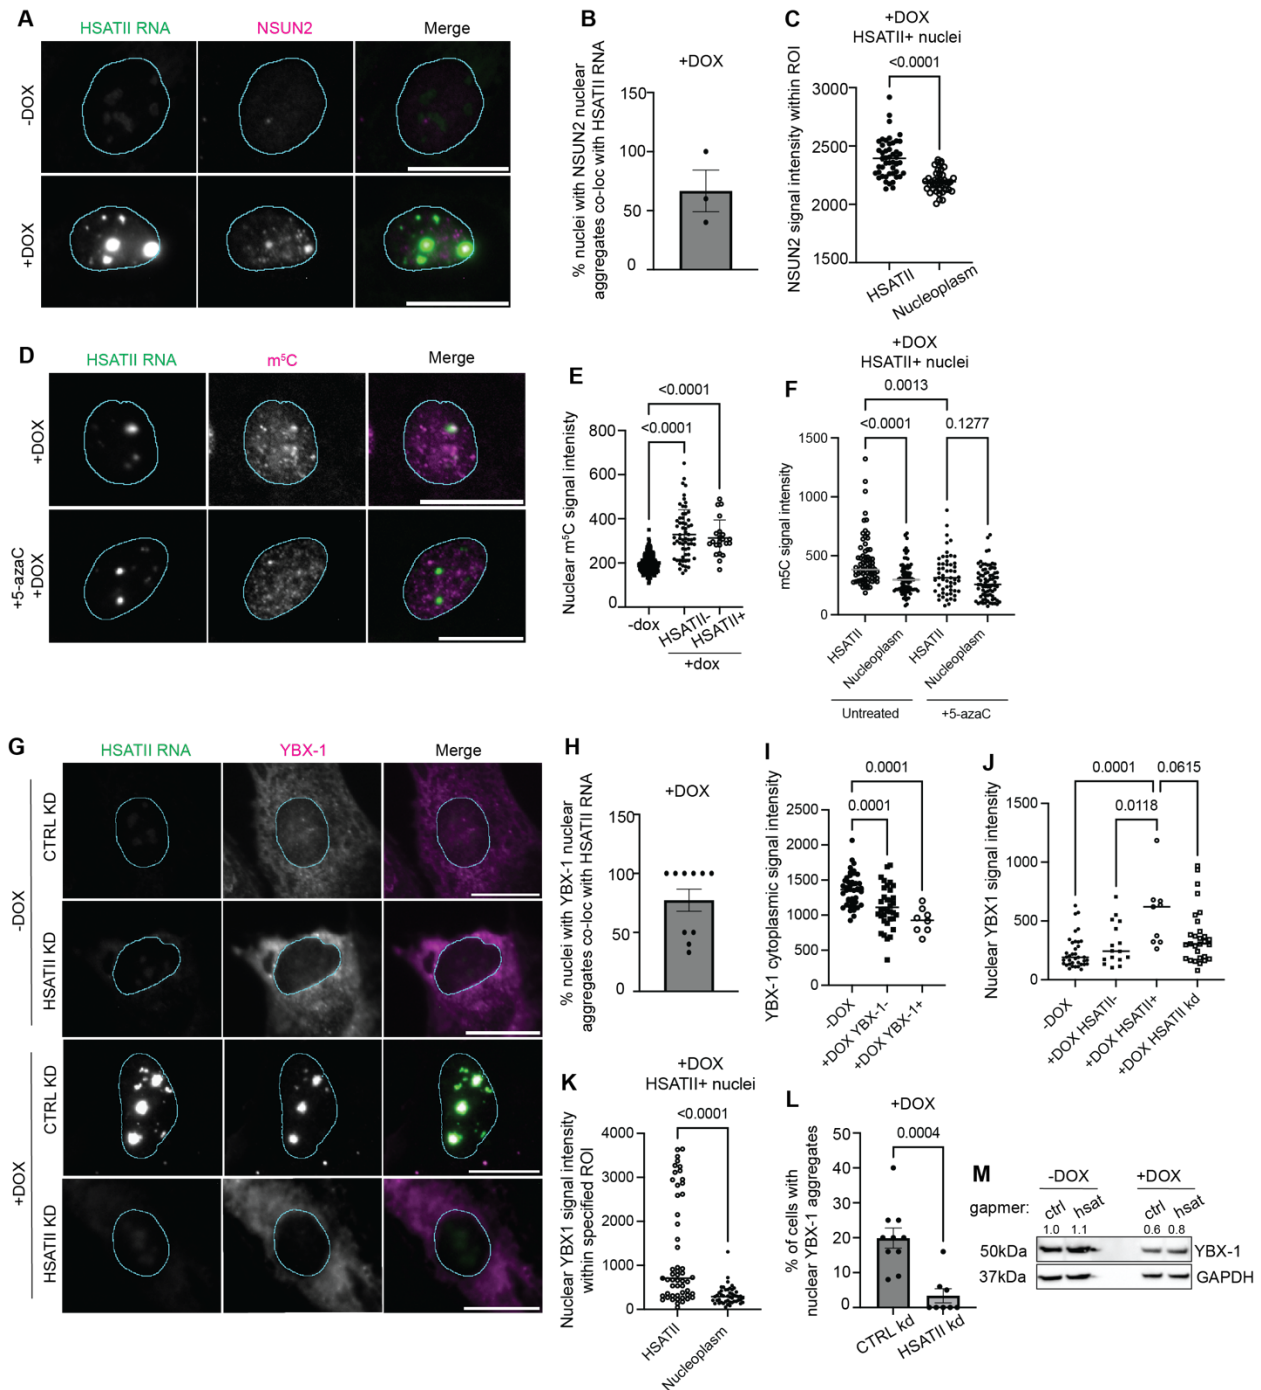 A
HSATII RNA
NSUN2
Merge
-DOX
+DOX
B
+DOX
% nuclei with NSUN2 nuclear
aggregates co-loc with HSATII RNA
150
100
50
0
C
+DOX
HSATII+ nuclei
<0.0001
NSUN2 signal intensity within ROI
3000
2500
2000
1500
HSATII
Nucleoplasm
D
HSATII RNA
m⁵C
Merge
+DOX
+5-azaC
+DOX
E
<0.0001
<0.0001
Nuclear m⁵C signal intenisty
800
600
400
200
0
-dox
HSATII-
HSATII+
+dox
+DOX
HSATII+ nuclei
F
0.0013
<0.0001
0.1277
m5C signal intensity
1500
1000
500
0
HSATII
Nucleoplasm
HSATII
Nucleoplasm
Untreated
+5-azaC
G
HSATII RNA
YBX-1
Merge
-DOX
CTRL KD
HSATII KD
+DOX
CTRL KD
HSATII KD
H
+DOX
% nuclei with YBX-1 nuclear
aggregates co-loc with HSATII RNA
150
100
50
0
I
0.0001
0.0001
YBX-1 cytoplasmic signal intensity
2500
2000
1500
1000
500
0
-DOX
+DOX YBX-1-
+DOX YBX-1+
J
0.0001
0.0615
0.0118
Nuclear YBX1 signal intensity
1500
1000
500
0
-DOX
+DOX HSATII-
+DOX HSATII+
+DOX HSATII kd
K
+DOX
HSATII+ nuclei
<0.0001
Nuclear YBX1 signal intensity
within specified ROI
4000
3000
2000
1000
0
HSATII
Nucleoplasm
L
+DOX
0.0004
% of cells with
nuclear YBX-1 aggregates
50
40
30
20
10
0
CTRL kd
HSATII kd
M
-DOX
+DOX
gapmer:
ctrl
hsat
ctrl
hsat
1.0
1.1
0.6
0.8
50kDa
YBX-1
37kDa
GAPDH